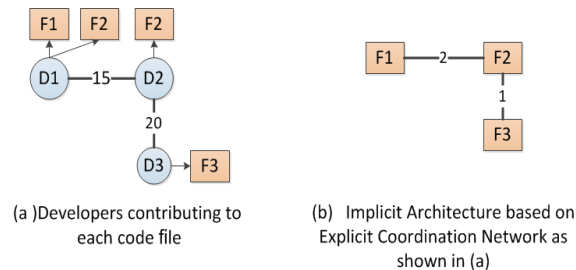 F1 F2 F2
D1 15 D2
20
D3 F3
(a )Developers contributing to
each code file
F1 2 F2
1
F3
(b) Implicit Architecture based on
Explicit Coordination Network as
shown in (a)